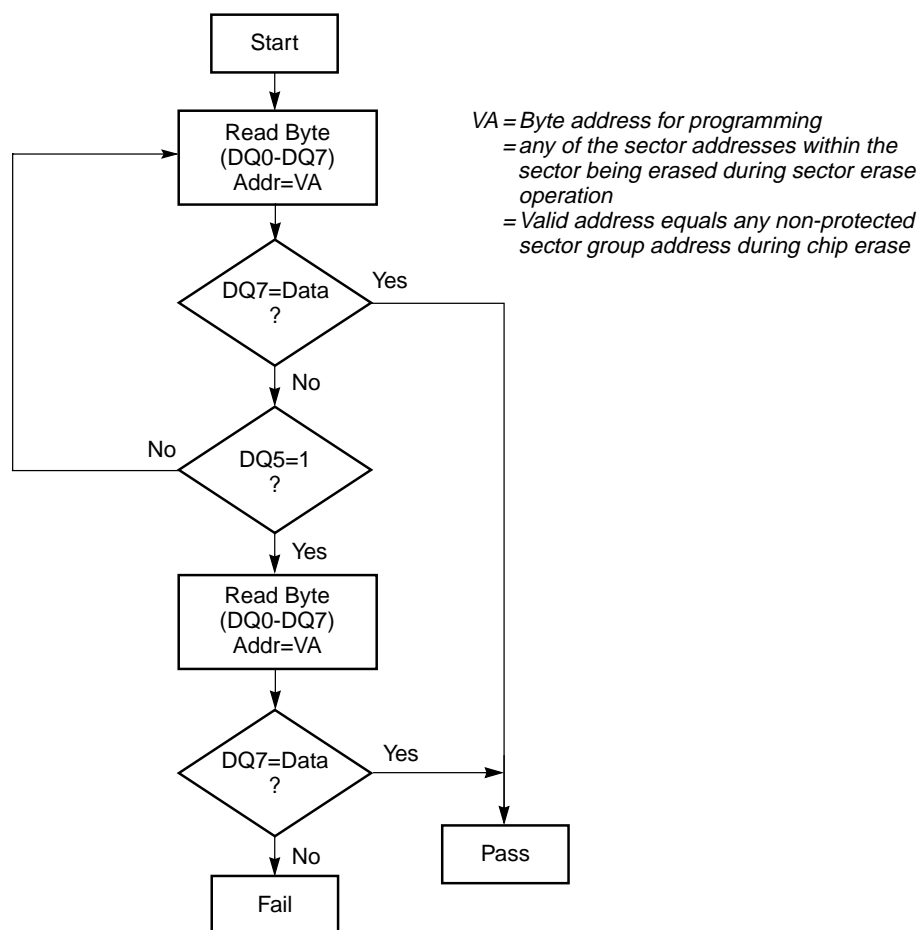 Start
Read Byte
(DQ0-DQ7)
Addr=VA
VA = Byte address for programming
= any of the sector addresses within the
sector being erased during sector erase
operation
= Valid address equals any non-protected
sector group address during chip erase
DQ7=Data
?
Yes
No
DQ5=1
?
No
Yes
Read Byte
(DQ0-DQ7)
Addr=VA
DQ7=Data
?
Yes
No
Pass
Fail